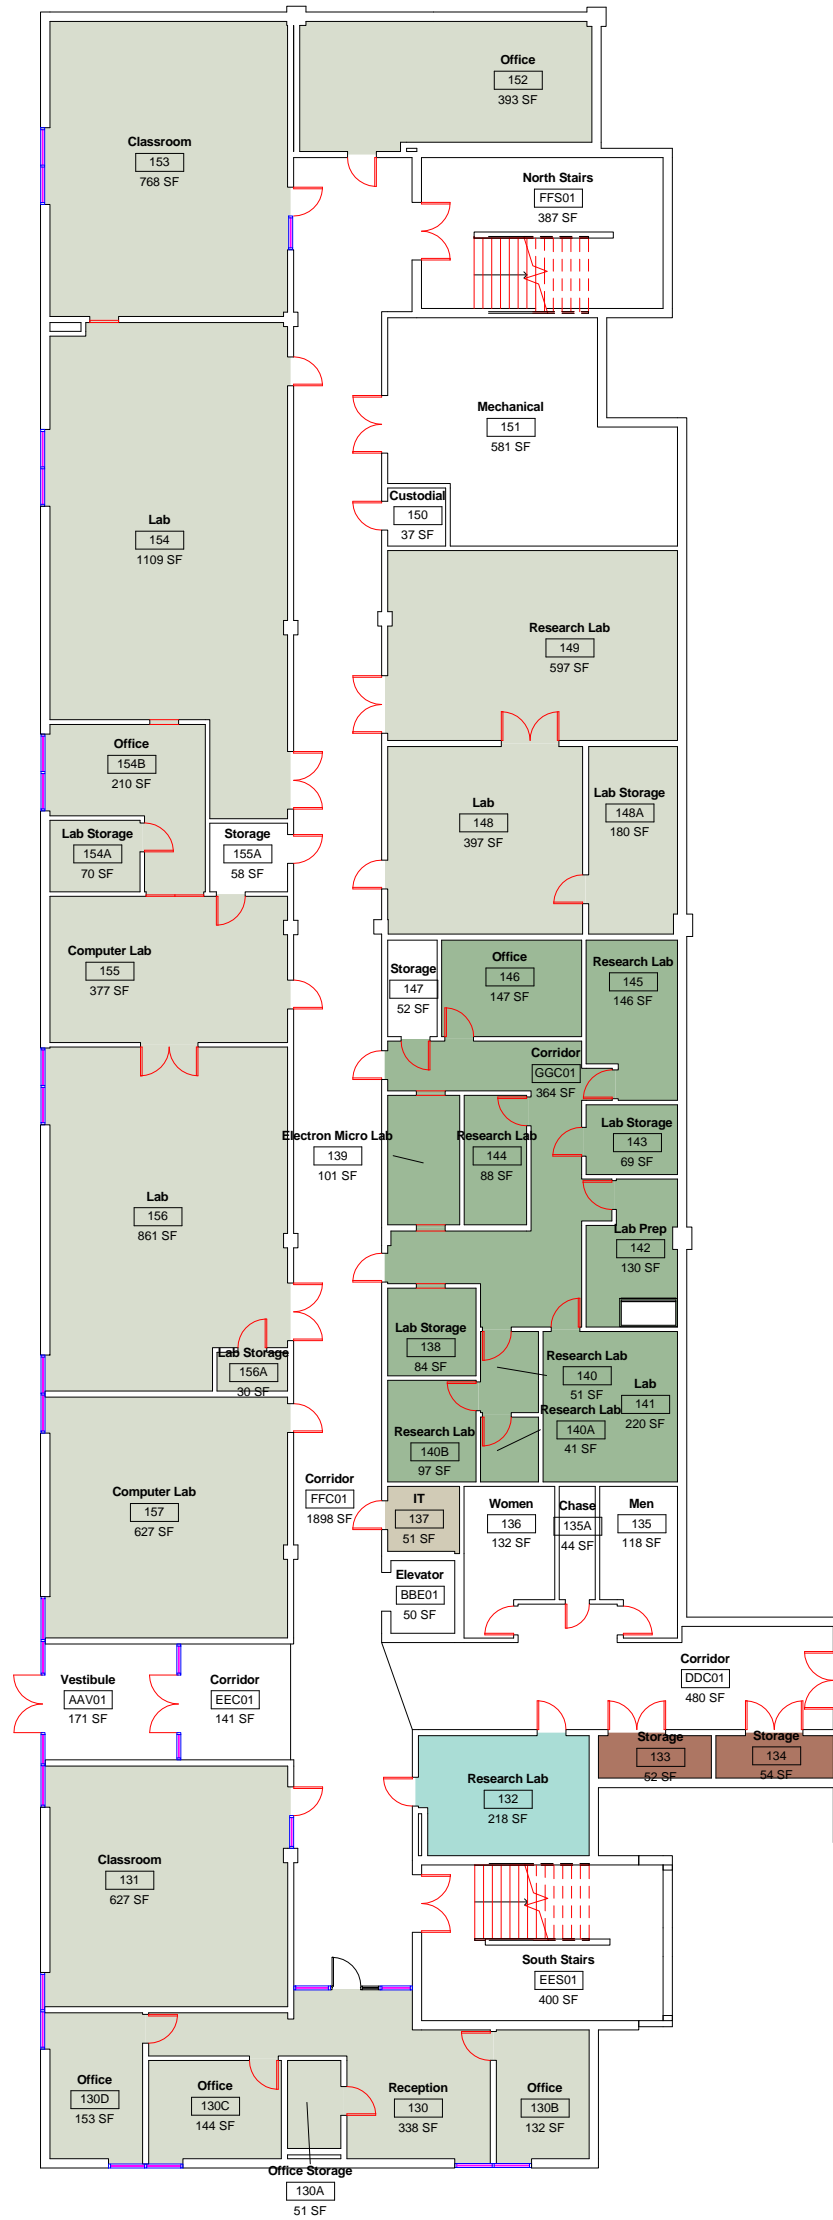 Office
152
393 SF
Classroom
153
768 SF
North Stairs
FFS01
387 SF
Mechanical
151
581 SF
Custodial
150
37 SF
Lab
154
1109 SF
Research Lab
149
597 SF
Office
154B
210 SF
Lab Storage
148A
180 SF
Lab
148
397 SF
Lab Storage
154A
70 SF
Storage
155A
58 SF
Computer Lab
155
377 SF
Storage
147
52 SF
Office
146
147 SF
Research Lab
145
146 SF
Corridor
GGC01
364 SF
Electron Micro Lab
139
101 SF
Research Lab
144
88 SF
Lab Storage
143
69 SF
Lab
156
861 SF
Lab Prep
142
130 SF
Lab Storage
138
84 SF
Lab Storage
156A
30 SF
Research Lab
140
51 SF
Lab
141
220 SF
Research Lab
140A
41 SF
Research Lab
140B
97 SF
Computer Lab
157
627 SF
Corridor
FFC01
1898 SF
IT
137
51 SF
Women
136
132 SF
Chase
135A
44 SF
Men
135
118 SF
Elevator
BBE01
50 SF
Vestibule
AAV01
171 SF
Corridor
EEC01
141 SF
Corridor
DDC01
480 SF
Storage
133
52 SF
Storage
134
54 SF
Research Lab
132
218 SF
Classroom
131
627 SF
South Stairs
EES01
400 SF
Office
130D
153 SF
Office
130C
144 SF
Reception
130
338 SF
Office
130B
132 SF
Office Storage
130A
51 SF